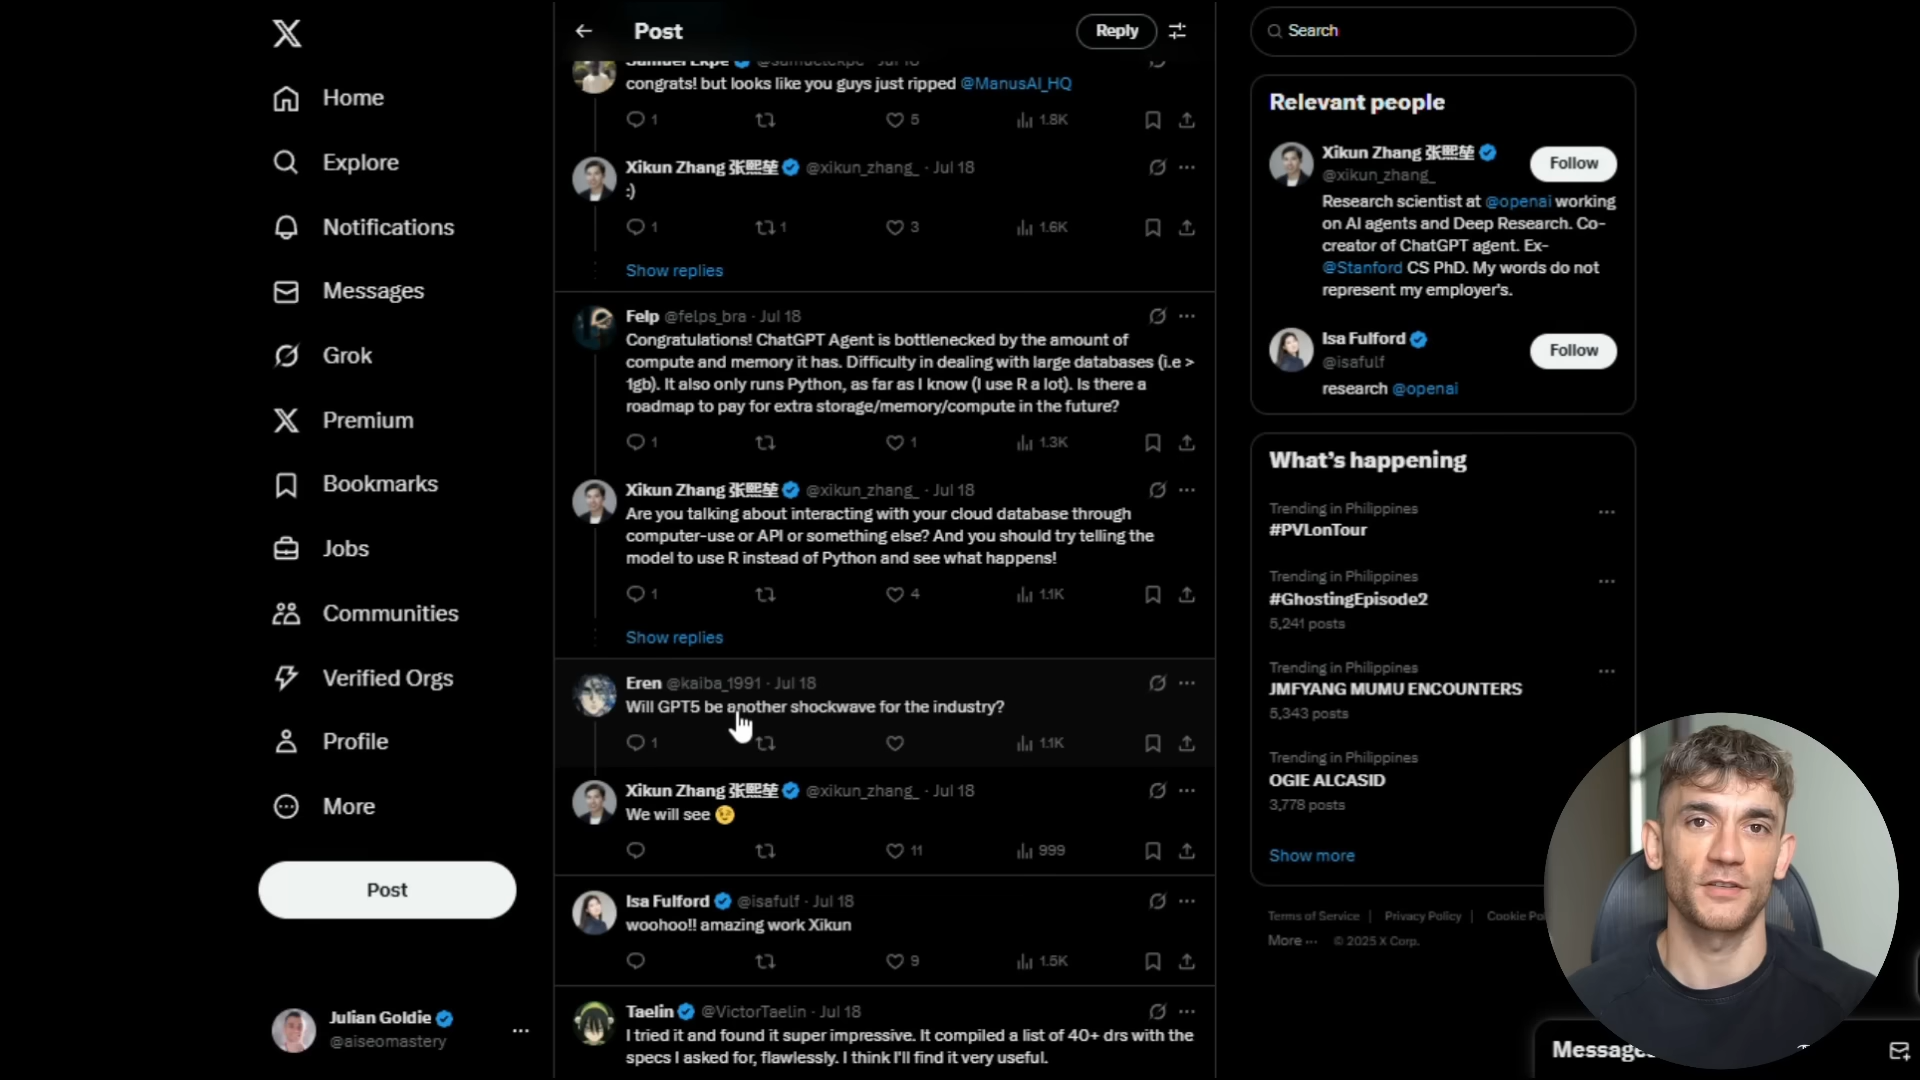 Home
Explore
Notifications
Messages
Grok
Premium
Bookmarks
Jobs
Communities
Verified Orgs
Profile
More
Post
Julian Goldie
@aiseomastery
Post
Reply
Samuel Ekpe @samuelekpe · Jul 18
congrats! but looks like you guys just ripped @ManusAI_HQ
1 5 1.8K
Xikun Zhang 张熙堃 @xikun_zhang_ · Jul 18
:)
1 1 3 1.6K
Show replies
Felp @felps_bra · Jul 18
Congratulations! ChatGPT Agent is bottlenecked by the amount of
compute and memory it has. Difficulty in dealing with large databases (i.e >
1gb). It also only runs Python, as far as I know (I use R a lot). Is there a
roadmap to pay for extra storage/memory/compute in the future?
1 1 1.3K
Xikun Zhang 张熙堃 @xikun_zhang_ · Jul 18
Are you talking about interacting with your cloud database through
computer-use or API or something else? And you should try telling the
model to use R instead of Python and see what happens!
1 4 1.1K
Show replies
Eren @kaiba_1991 · Jul 18
Will GPT5 be another shockwave for the industry?
1 1.1K
Xikun Zhang 张熙堃 @xikun_zhang_ · Jul 18
We will see 😉
11 999
Isa Fulford @isafulf · Jul 18
woohoo!! amazing work Xikun
9 1.5K
Taelin @VictorTaelin · Jul 18
I tried it and found it super impressive. It compiled a list of 40+ drs with the
specs I asked for, flawlessly. I think I'll find it very useful.
Search
Relevant people
Xikun Zhang 张熙堃
@xikun_zhang_
Follow
Research scientist at @openai working
on AI agents and Deep Research. Co-
creator of ChatGPT agent. Ex-
@Stanford CS PhD. My words do not
represent my employer's.
Isa Fulford
@isafulf
Follow
research @openai
What's happening
Trending in Philippines
#PVLonTour
Trending in Philippines
#GhostingEpisode2
5,241 posts
Trending in Philippines
JMFYANG MUMU ENCOUNTERS
5,343 posts
Trending in Philippines
OGIE ALCASID
3,778 posts
Show more
Terms of Service | Privacy Policy | Cookie Po
More ··· © 2025 X Corp.
Message